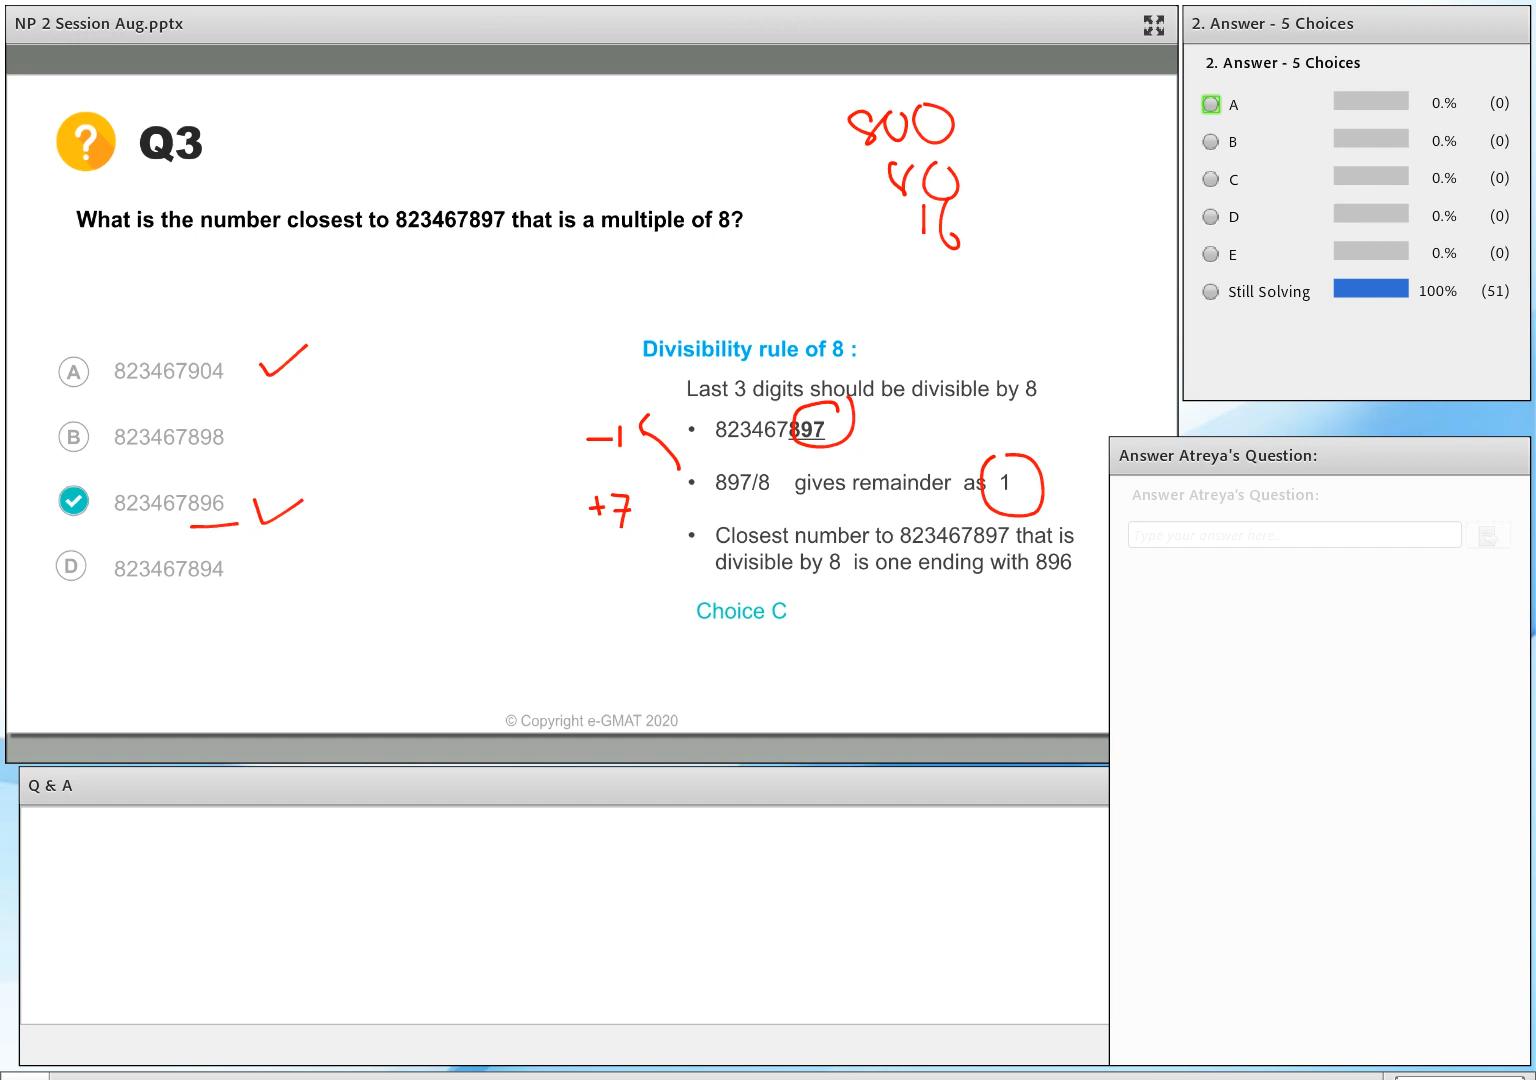 NP 2 Session Aug.pptx
Q3
What is the number closest to 823467897 that is a multiple of 8?
800
40
16
A 823467904
B 823467898
823467896
D 823467894
Divisibility rule of 8 :
Last 3 digits should be divisible by 8
• 823467897
−1
• 897/8 gives remainder as 1
+7
• Closest number to 823467897 that is
divisible by 8 is one ending with 896
Choice C
© Copyright e-GMAT 2020
2. Answer - 5 Choices
2. Answer - 5 Choices
A 0.% (0)
B 0.% (0)
C 0.% (0)
D 0.% (0)
E 0.% (0)
Still Solving 100% (51)
Answer Atreya's Question:
Answer Atreya's Question:
Type your answer here..
Q & A